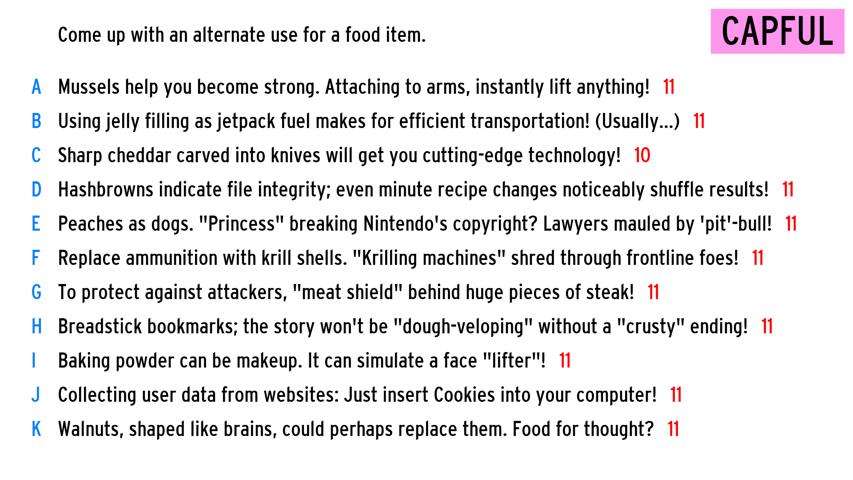 CAPFUL
Come up with an alternate use for a food item.
A Mussels help you become strong. Attaching to arms, instantly lift anything! 11
B Using jelly filling as jetpack fuel makes for efficient transportation! (Usually...) 11
C Sharp cheddar carved into knives will get you cutting-edge technology! 10
D Hashbrowns indicate file integrity; even minute recipe changes noticeably shuffle results! 11
E Peaches as dogs. "Princess" breaking Nintendo's copyright? Lawyers mauled by 'pit'-bull! 11
F Replace ammunition with krill shells. "Krilling machines" shred through frontline foes! 11
G To protect against attackers, "meat shield" behind huge pieces of steak! 11
H Breadstick bookmarks; the story won't be "dough-veloping" without a "crusty" ending! 11
I Baking powder can be makeup. It can simulate a face "lifter"! 11
J Collecting user data from websites: Just insert Cookies into your computer! 11
K Walnuts, shaped like brains, could perhaps replace them. Food for thought? 11